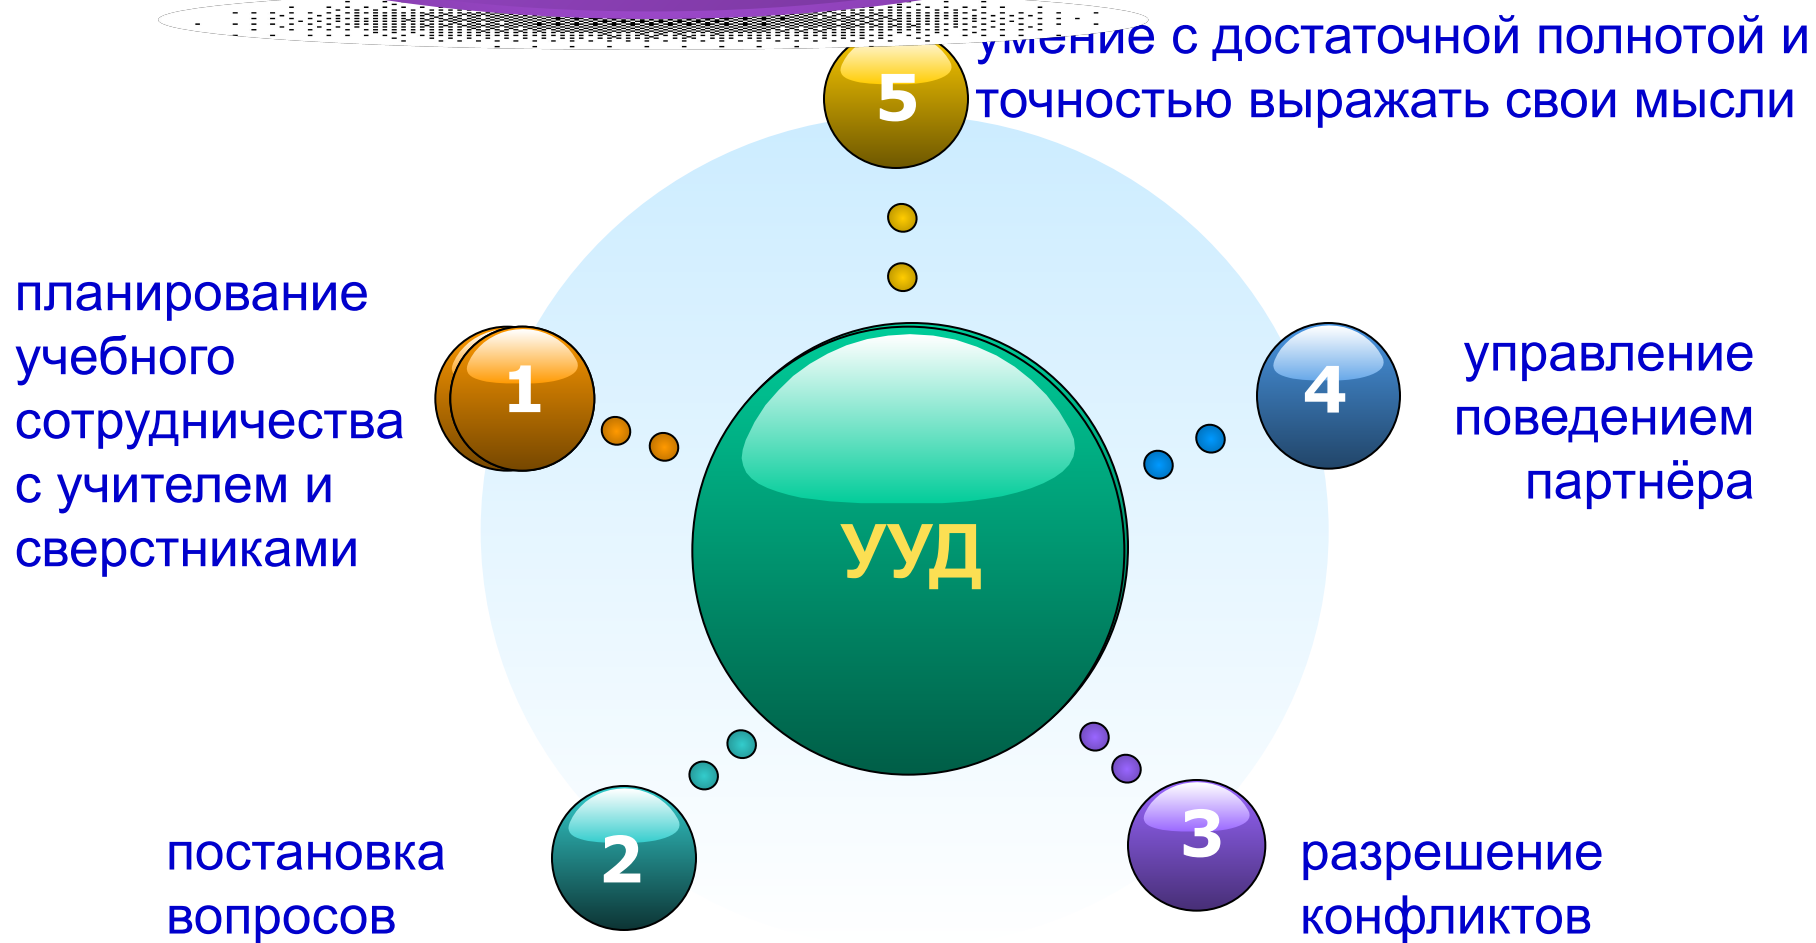 умение с достаточной полнотой и
точностью выражать свои мысли
5
планирование
учебного
сотрудничества
с учителем и
сверстниками
1
4
управление
поведением
партнёра
УУД
2
постановка
вопросов
3
разрешение
конфликтов